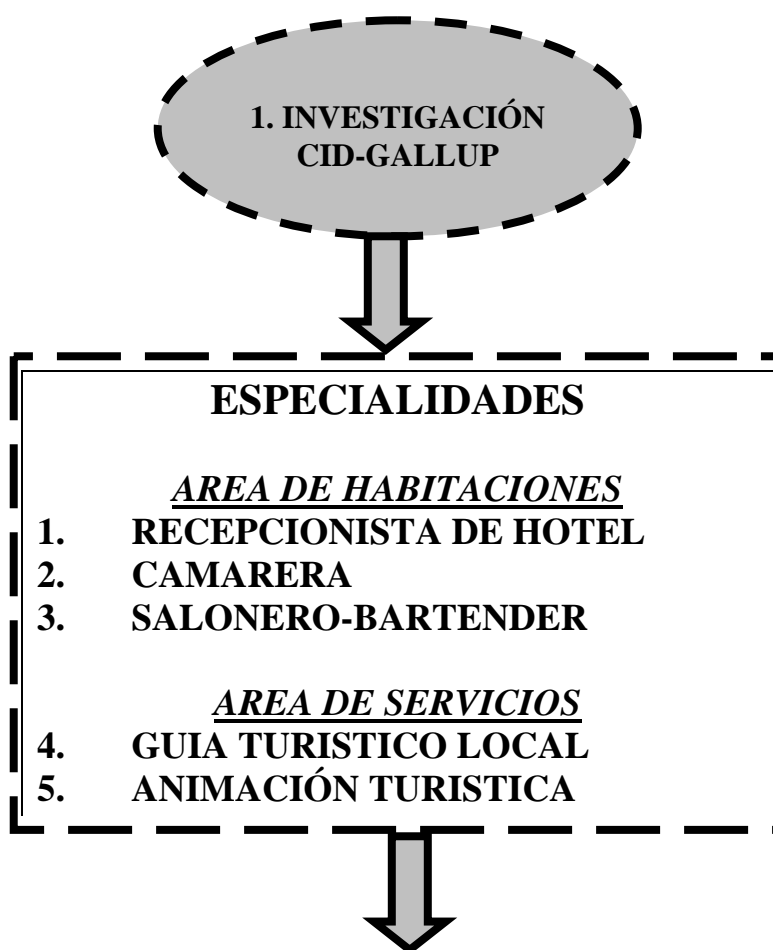 1. INVESTIGACIÓN
CID-GALLUP
ESPECIALIDADES
AREA DE HABITACIONES
1. RECEPCIONISTA DE HOTEL
2. CAMARERA
3. SALONERO-BARTENDER
AREA DE SERVICIOS
4. GUIA TURISTICO LOCAL
5. ANIMACIÓN TURISTICA